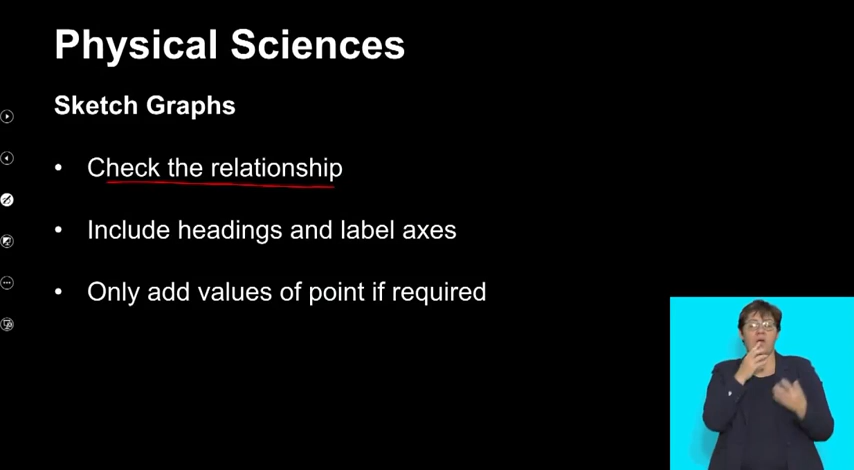 Physical Sciences
Sketch Graphs
• Check the relationship
• Include headings and label axes
• Only add values of point if required